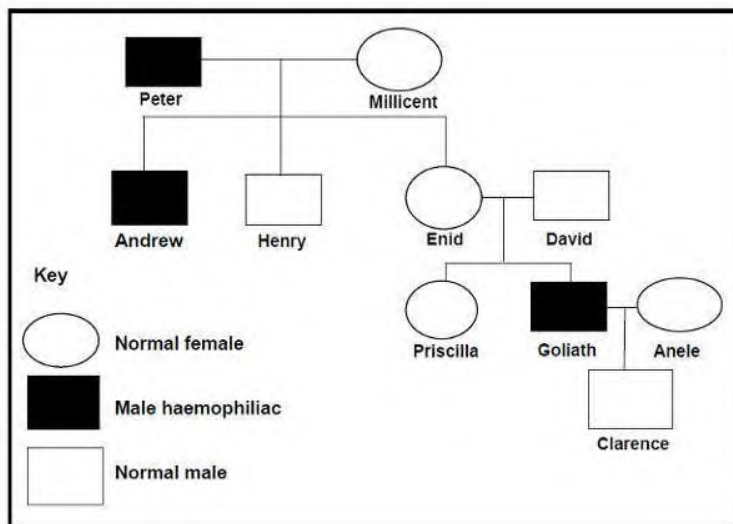 Peter
Millicent
Andrew
Henry
Enid
David
Key
Normal female
Priscilla
Goliath
Anele
Male haemophiliac
Clarence
Normal male